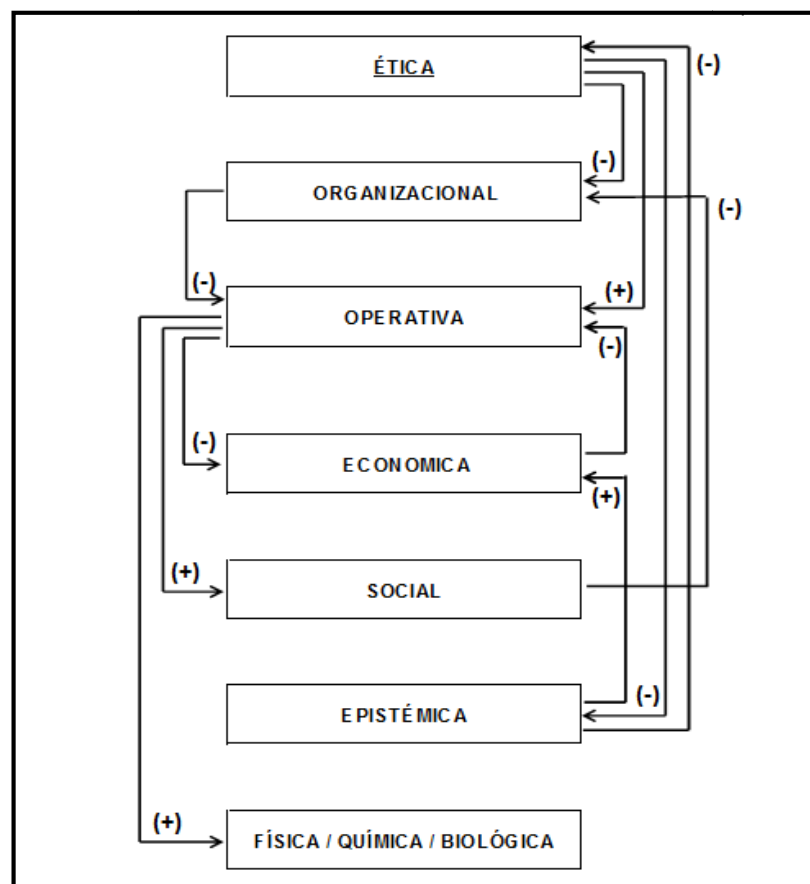 ÉTICA
(-)
(-)
ORGANIZACIONAL
(-)
(-)
(+)
OPERATIVA
(-)
(-)
ECONOMICA
(+)
(+)
SOCIAL
(-)
EPISTÉMICA
(+)
FÍSICA / QUÍMICA / BIOLÓGICA